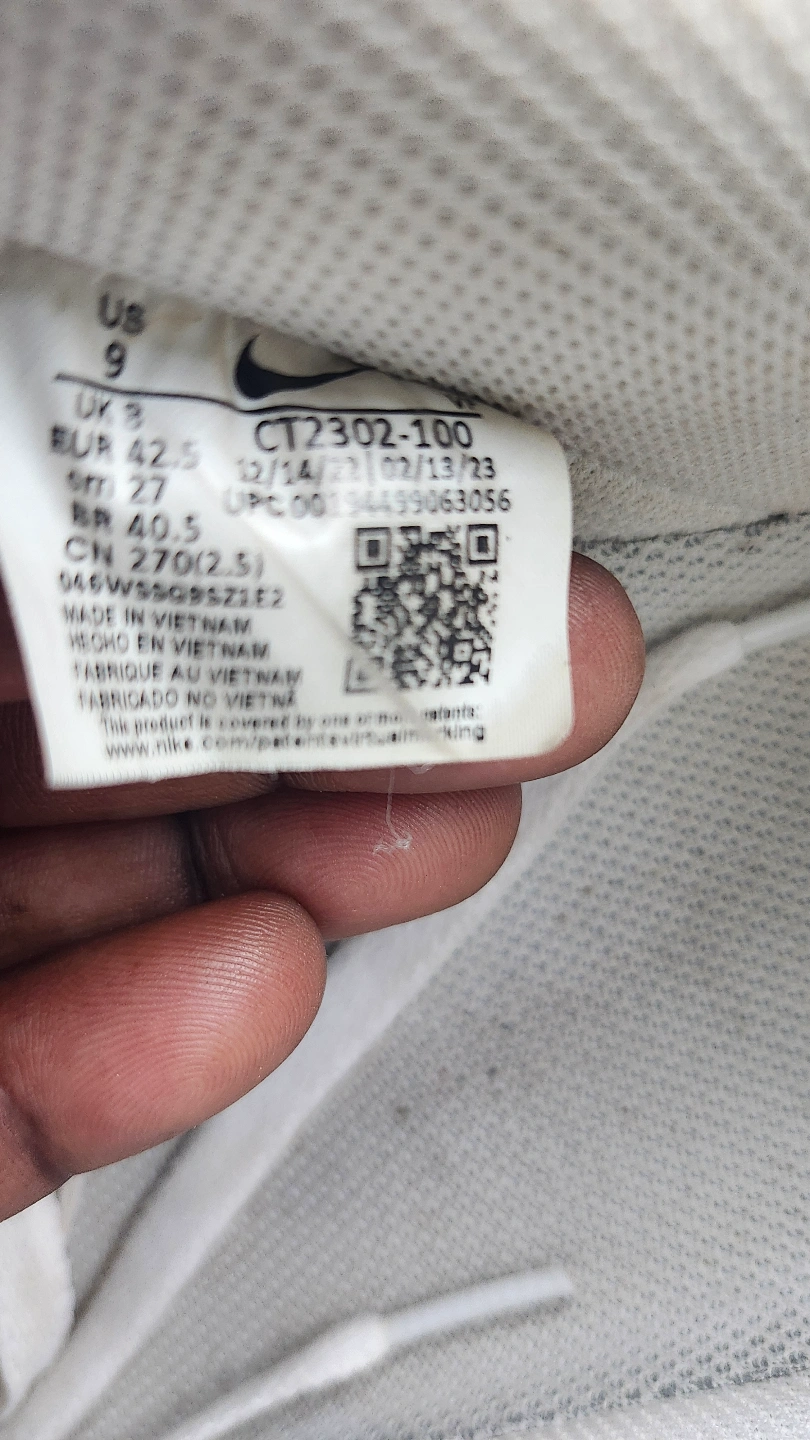 US
9
UK 8
EUR 42.5
cm 27
BR 40.5
CN 270(2.5)
CT2302-100
12/14/22 02/13/23
UPC 00194499063056
MADE IN VIETNAM
HECHO EN VIETNAM
FABRIQUE AU VIETNAM
FABRICADO NO VIETNÃ
This product is covered by one or more patents:
www.nike.com/patentsvirtualmarking